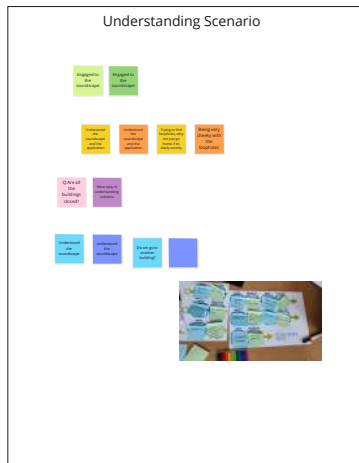 Understanding Scenario
Engaged to
the
soundscape
Engaged to
the
soundscape
Understood
the
soundscape
and the
application
Understood
the
soundscape
and the
application
Trying to find
loopholes, why
not just go
home if its
Being very
cheeky with
the
loopholes
Q:Are all
the
buildings
closed?
Were easy in
understanding
scenario
Understood
the
soundscape
understood
the
soundscape
Do we go to
another
building?